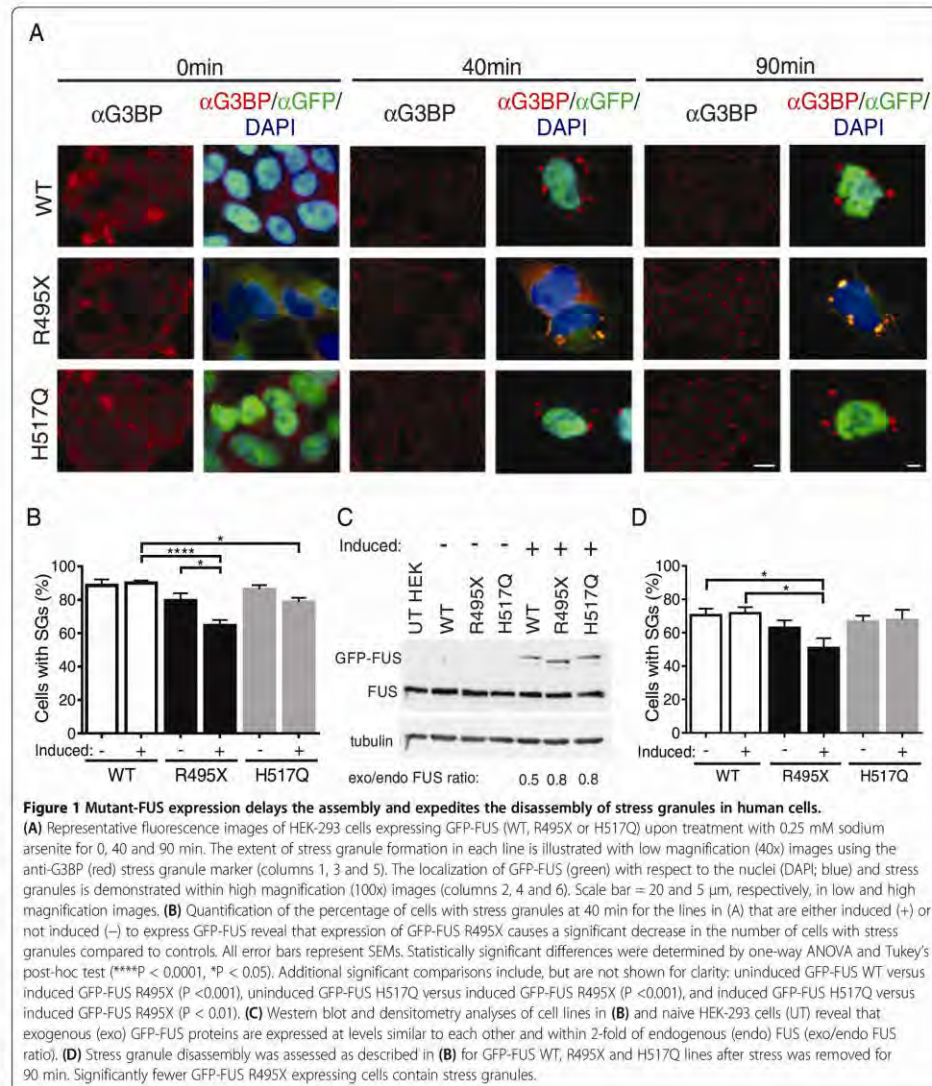 A
0min 40min 90min
αG3BP αG3BP/αGFP/DAPI αG3BP αG3BP/αGFP/DAPI αG3BP αG3BP/αGFP/DAPI
WT
R495X
H517Q
B
Cells with SGs (%)
100
80
60
40
20
0
****
*
*
Induced: - + - + - +
WT R495X H517Q
C
Induced: - - - + + +
UT HEK WT R495X H517Q WT R495X H517Q
GFP-FUS
FUS
tubulin
exo/endo FUS ratio: 0.5 0.8 0.8
D
Cells with SGs (%)
100
80
60
40
20
0
*
*
Induced: - + - + - +
WT R495X H517Q
Figure 1 Mutant-FUS expression delays the assembly and expedites the disassembly of stress granules in human cells.
(A) Representative fluorescence images of HEK-293 cells expressing GFP-FUS (WT, R495X or H517Q) upon treatment with 0.25 mM sodium
arsenite for 0, 40 and 90 min. The extent of stress granule formation in each line is illustrated with low magnification (40x) images using the
anti-G3BP (red) stress granule marker (columns 1, 3 and 5). The localization of GFP-FUS (green) with respect to the nuclei (DAPI; blue) and stress
granules is demonstrated within high magnification (100x) images (columns 2, 4 and 6). Scale bar = 20 and 5 μm, respectively, in low and high
magnification images. (B) Quantification of the percentage of cells with stress granules at 40 min for the lines in (A) that are either induced (+) or
not induced (−) to express GFP-FUS reveal that expression of GFP-FUS R495X causes a significant decrease in the number of cells with stress
granules compared to controls. All error bars represent SEMs. Statistically significant differences were determined by one-way ANOVA and Tukey's
post-hoc test (****P < 0.0001, *P < 0.05). Additional significant comparisons include, but are not shown for clarity: uninduced GFP-FUS WT versus
induced GFP-FUS R495X (P <0.001), uninduced GFP-FUS H517Q versus induced GFP-FUS R495X (P <0.001), and induced GFP-FUS H517Q versus
induced GFP-FUS R495X (P < 0.01). (C) Western blot and densitometry analyses of cell lines in (B) and naive HEK-293 cells (UT) reveal that
exogenous (exo) GFP-FUS proteins are expressed at levels similar to each other and within 2-fold of endogenous (endo) FUS (exo/endo FUS
ratio). (D) Stress granule disassembly was assessed as described in (B) for GFP-FUS WT, R495X and H517Q lines after stress was removed for
90 min. Significantly fewer GFP-FUS R495X expressing cells contain stress granules.